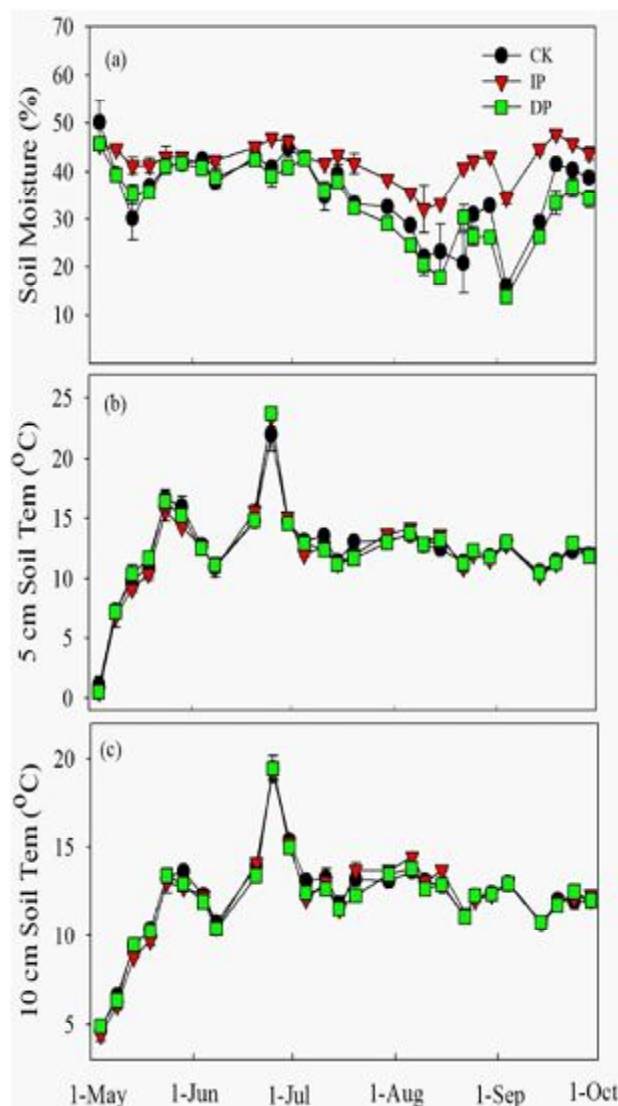 70
(a)
CK
60
IP
DP
50
40
30
20
10
Soil Moisture (%)
25
(b)
20
15
10
5
0
5 cm Soil Tem (°C)
20
(c)
15
10
5
10 cm Soil Tem (°C)
1-May 1-Jun 1-Jul 1-Aug 1-Sep 1-Oct